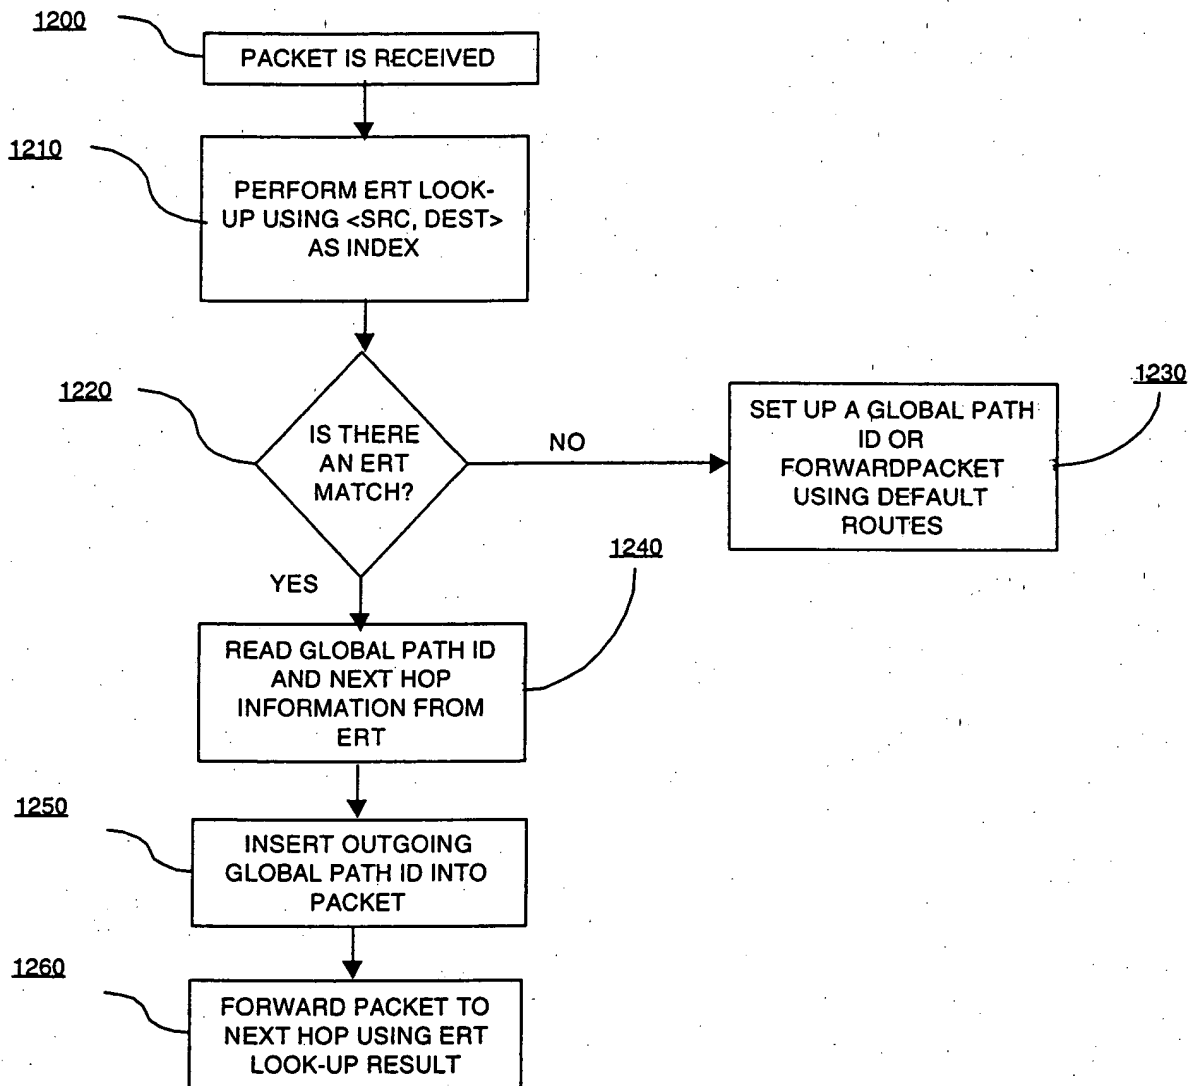 1200
PACKET IS RECEIVED
1210
PERFORM ERT LOOK-
UP USING <SRC, DEST>
AS INDEX
1220
IS THERE
AN ERT
MATCH?
NO
1230
SET UP A GLOBAL PATH
ID OR
FORWARDPACKET
USING DEFAULT
ROUTES
YES
1240
READ GLOBAL PATH ID
AND NEXT HOP
INFORMATION FROM
ERT
1250
INSERT OUTGOING
GLOBAL PATH ID INTO
PACKET
1260
FORWARD PACKET TO
NEXT HOP USING ERT
LOOK-UP RESULT